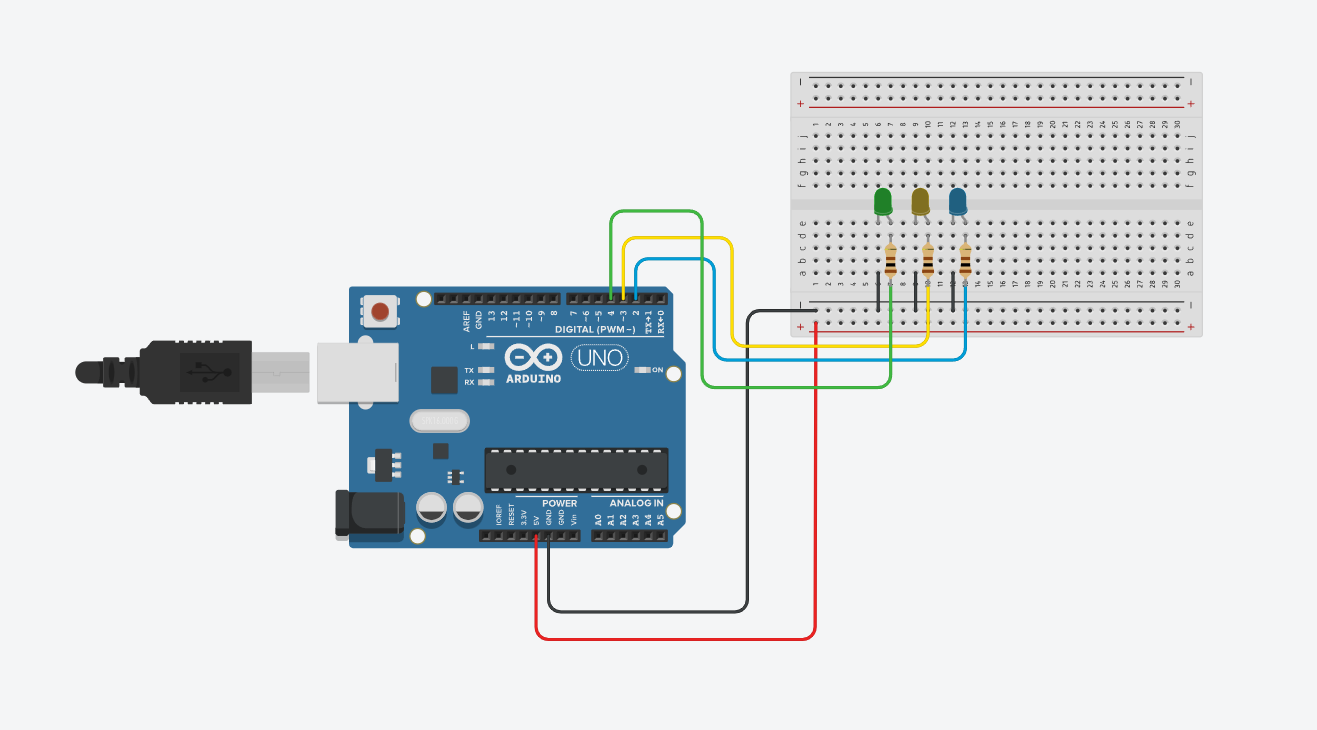 − −
+ +
1 2 3 4 5 6 7 8 9 10 11 12 13 14 15 16 17 18 19 20 21 22 23 24 25 26 27 28 29 30
j j
i i
h h
g g
f f
e e
d d
c c
b b
a a
1 2 3 4 5 6 7 8 9 10 11 12 13 14 15 16 17 18 19 20 21 22 23 24 25 26 27 28 29 30
− −
+ +
AREF GND 13 12 ~11 ~10 ~9 8 7 ~6 ~5 4 ~3 2 TX→1 RX←0
DIGITAL (PWM~)
L
TX
RX
ARDUINO
UNO
ON
POWER ANALOG IN
IOREF RESET 3.3V 5V GND GND Vin A0 A1 A2 A3 A4 A5